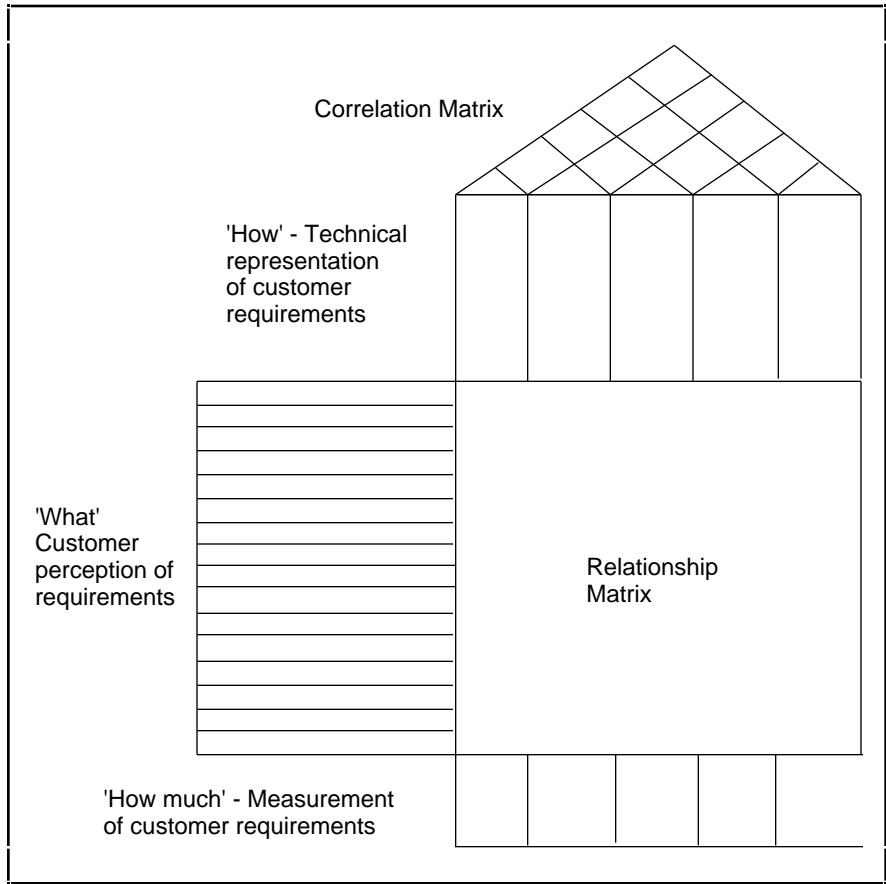 Correlation Matrix
'How' - Technical
representation
of customer
requirements
'What'
Customer
perception of
requirements
Relationship
Matrix
'How much' - Measurement
of customer requirements